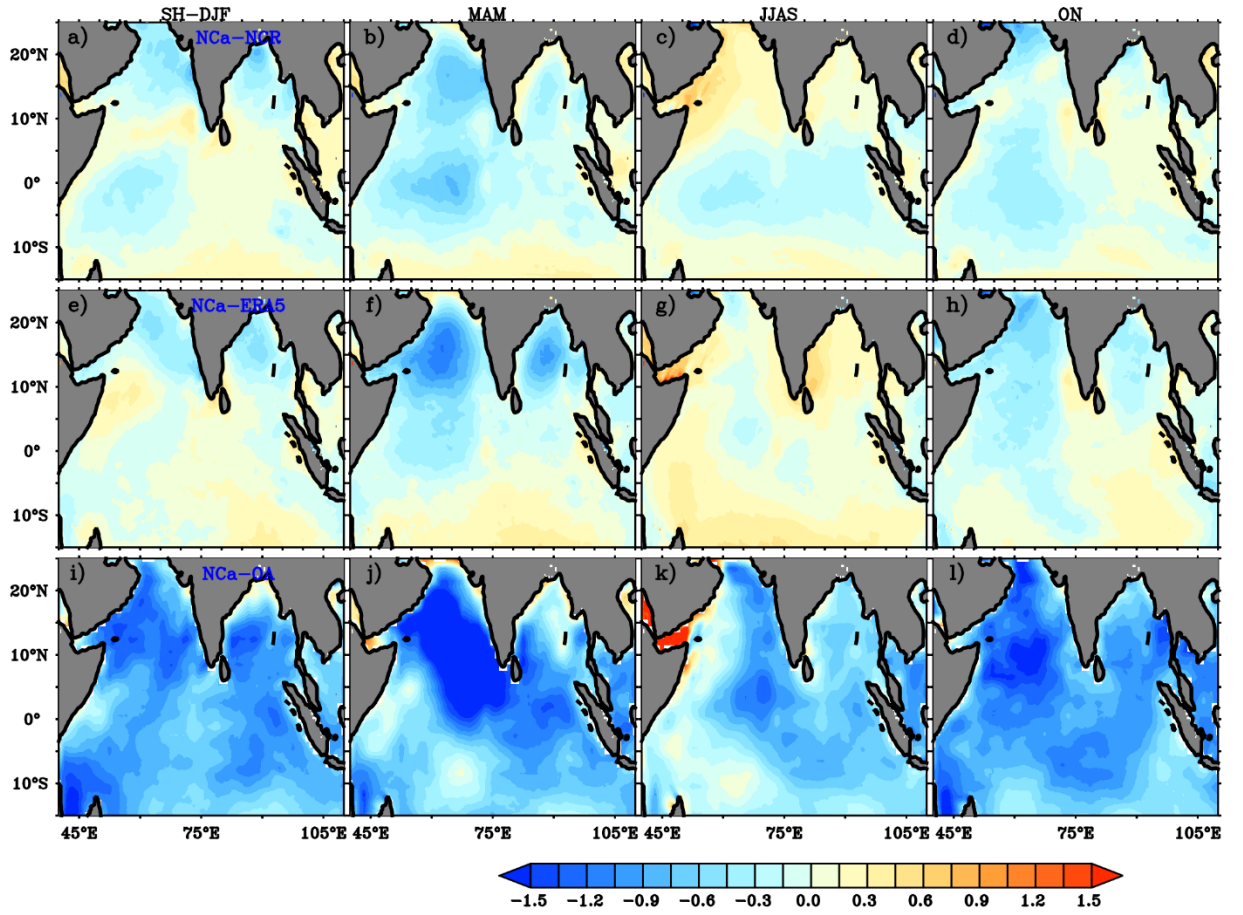 SH-DJF MAM JJAS ON
a) NCa-NCR b) c) d)
20°N
10°N
0°
10°S
e) NCa-ERA5 f) g) h)
20°N
10°N
0°
10°S
i) NCa-OA j) k) l)
20°N
10°N
0°
10°S
45°E 75°E 105°E 45°E 75°E 105°E 45°E 75°E 105°E 45°E 75°E 105°E
-1.5 -1.2 -0.9 -0.6 -0.3 0.0 0.3 0.6 0.9 1.2 1.5